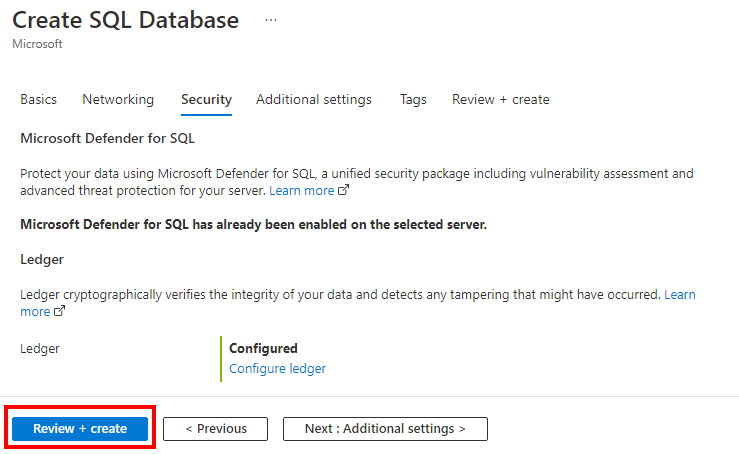 Create SQL Database ...
Microsoft
Basics Networking Security Additional settings Tags Review + create
Microsoft Defender for SQL
Protect your data using Microsoft Defender for SQL, a unified security package including vulnerability assessment and
advanced threat protection for your server. Learn more
Microsoft Defender for SQL has already been enabled on the selected server.
Ledger
Ledger cryptographically verifies the integrity of your data and detects any tampering that might have occurred. Learn
more
Ledger Configured
Configure ledger
Review + create < Previous Next : Additional settings >